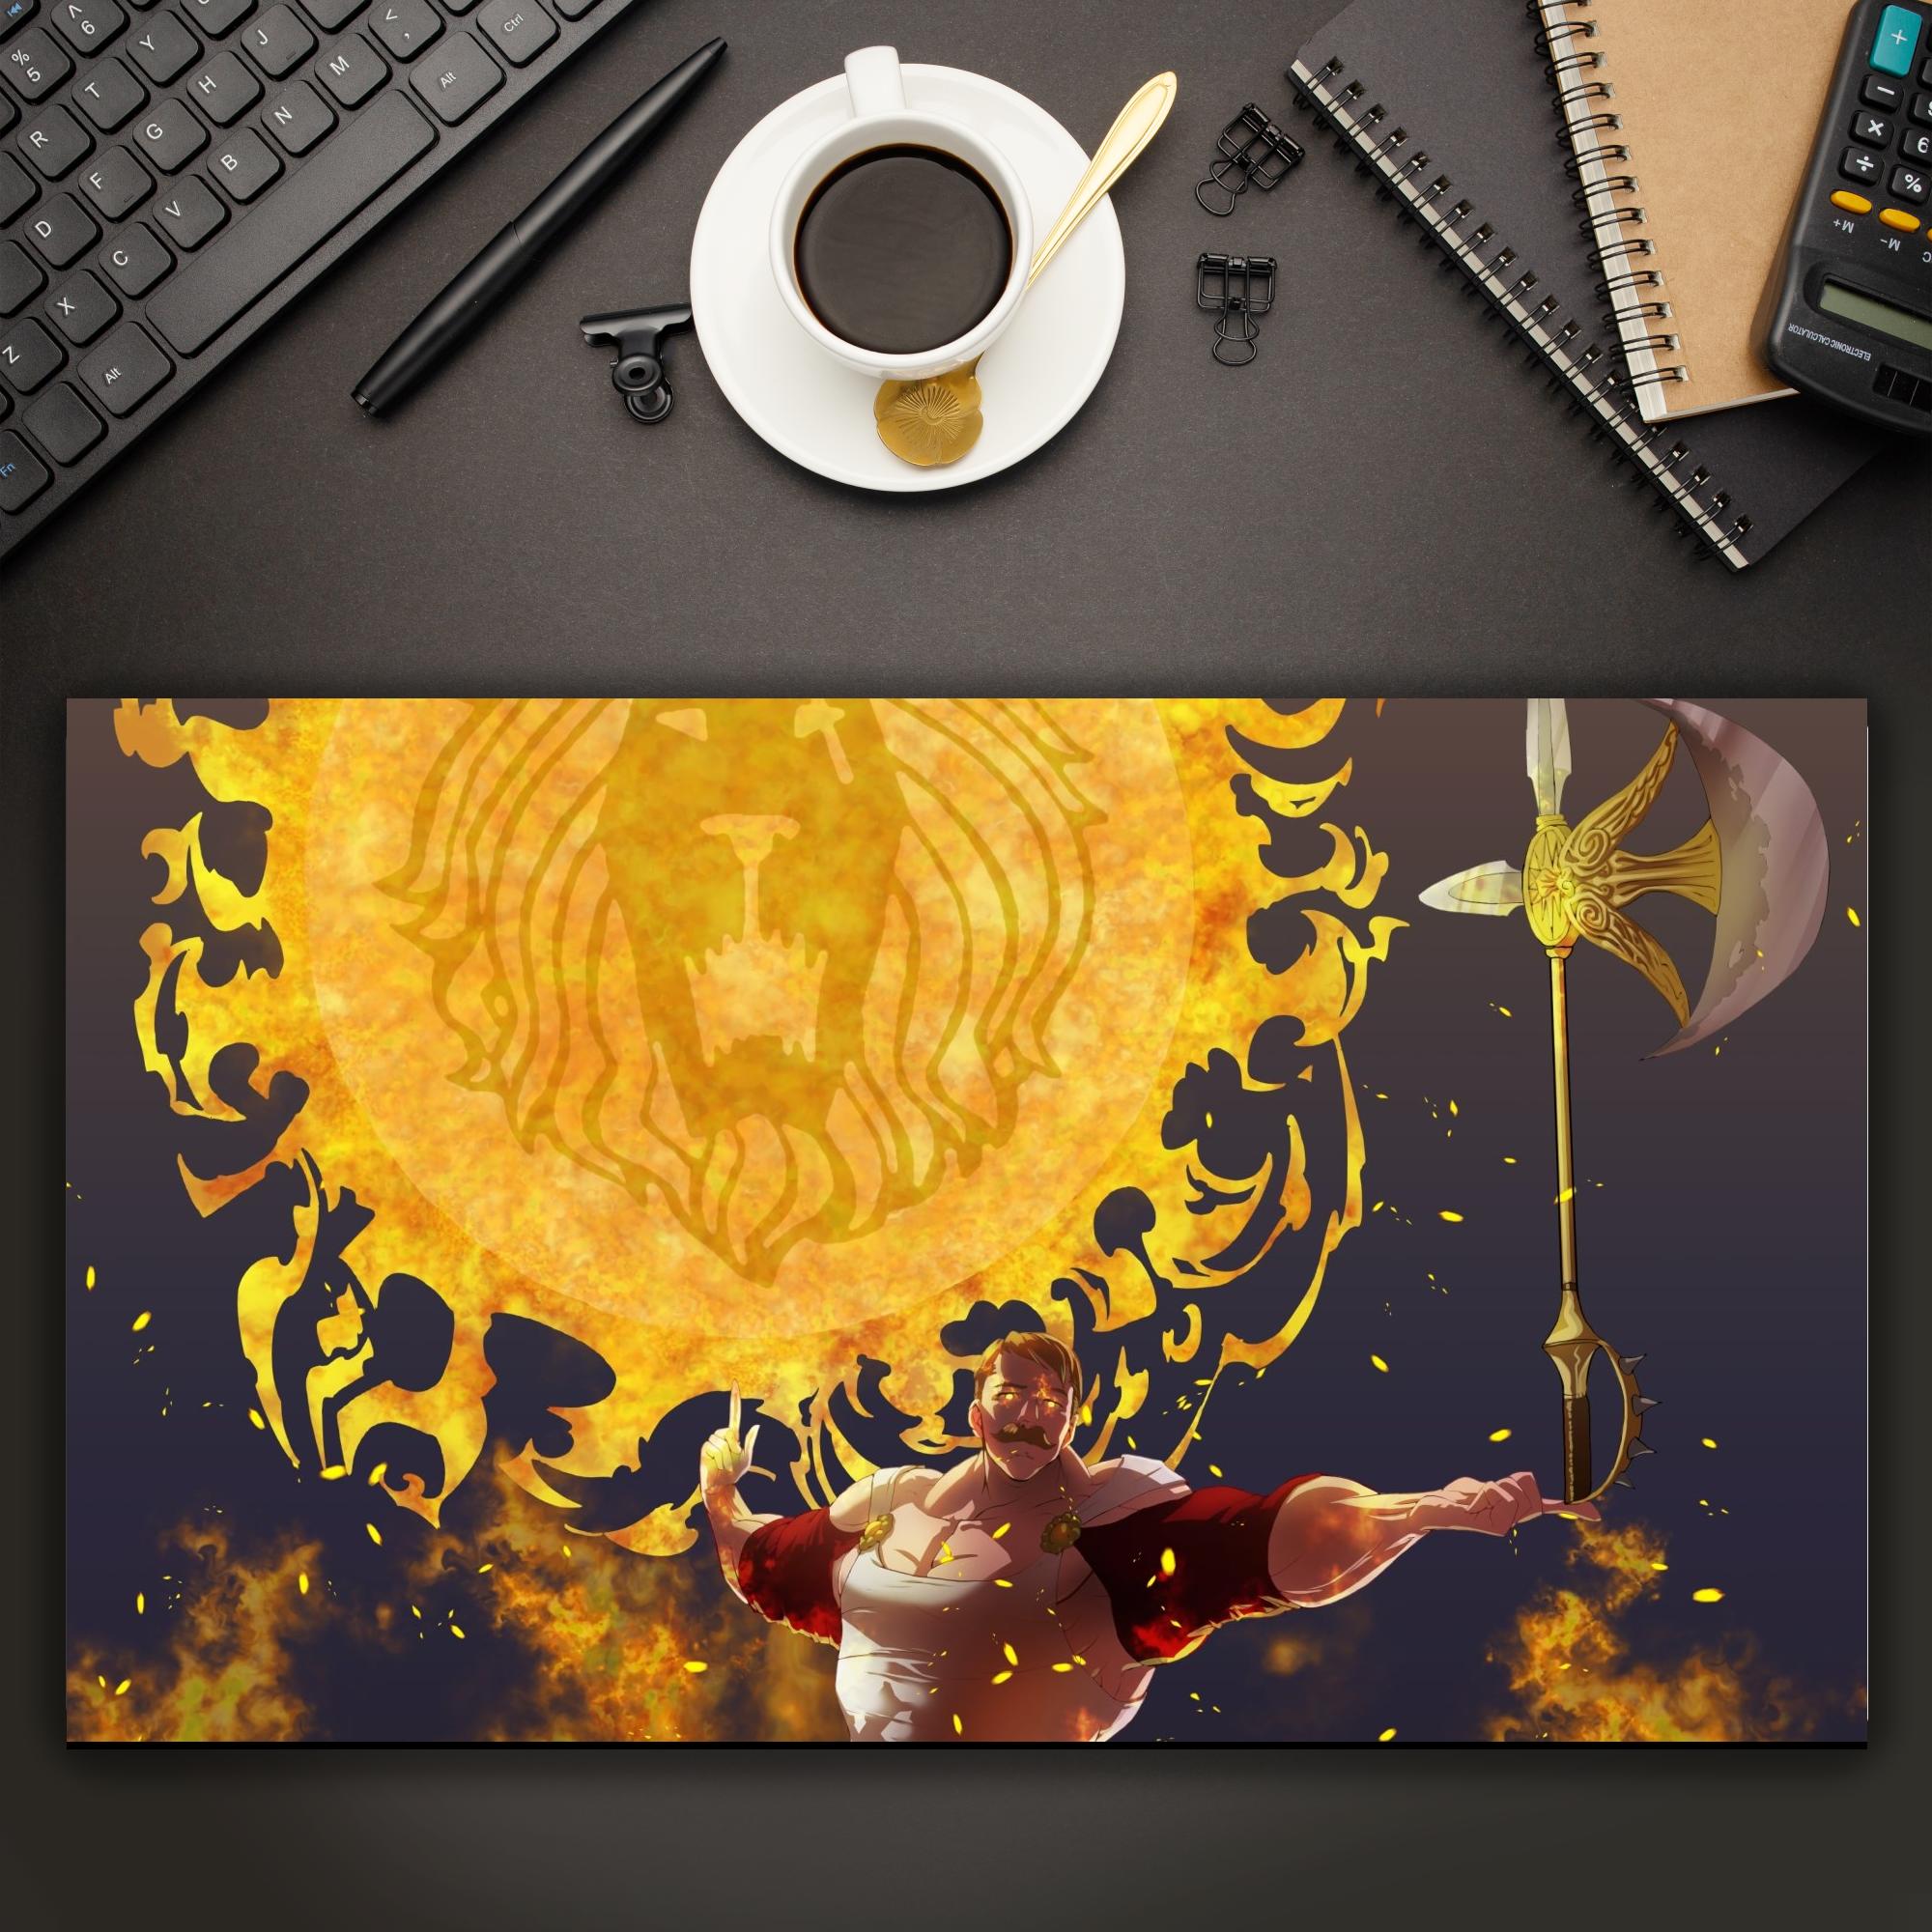 ^
6
%
5
Y
J
<
,
Ctrl
T
H
M
Alt
R
G
N
F
B
D
V
C
X
Z
Alt
Fn
+
−
×
÷
%
M+
M−
C
ELECTRONIC CALCULATOR